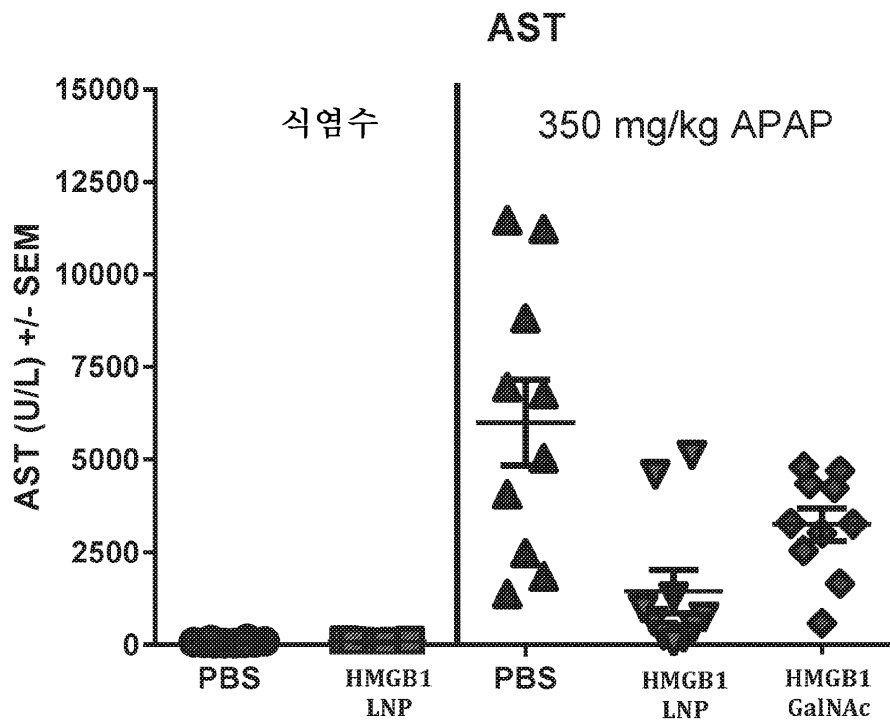 AST
식염수
350 mg/kg APAP
AST (U/L) +/- SEM
15000
12500
10000
7500
5000
2500
0
PBS
HMGB1
LNP
PBS
HMGB1
LNP
HMGB1
GalNAc